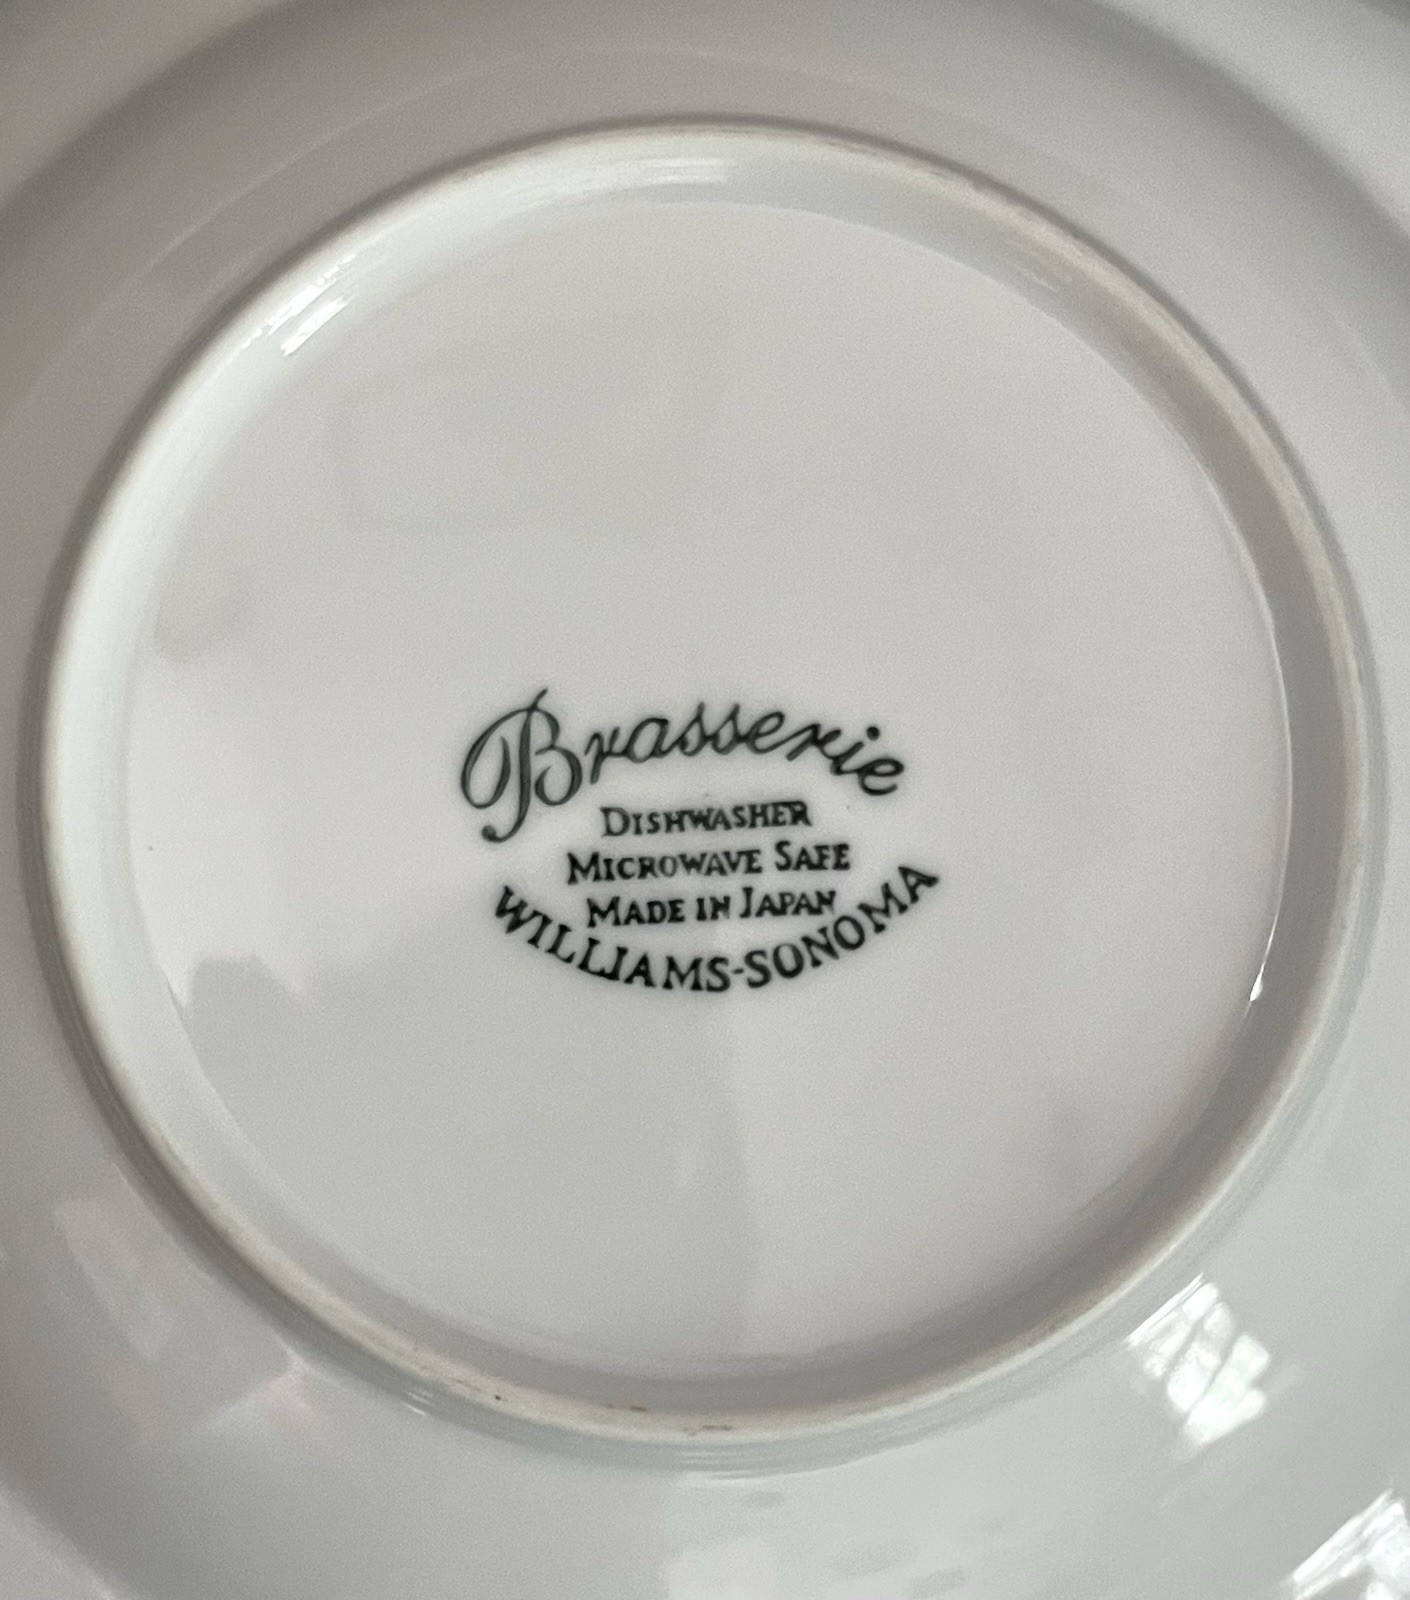 Brasserie
DISHWASHER
MICROWAVE SAFE
MADE IN JAPAN
WILLIAMS-SONOMA